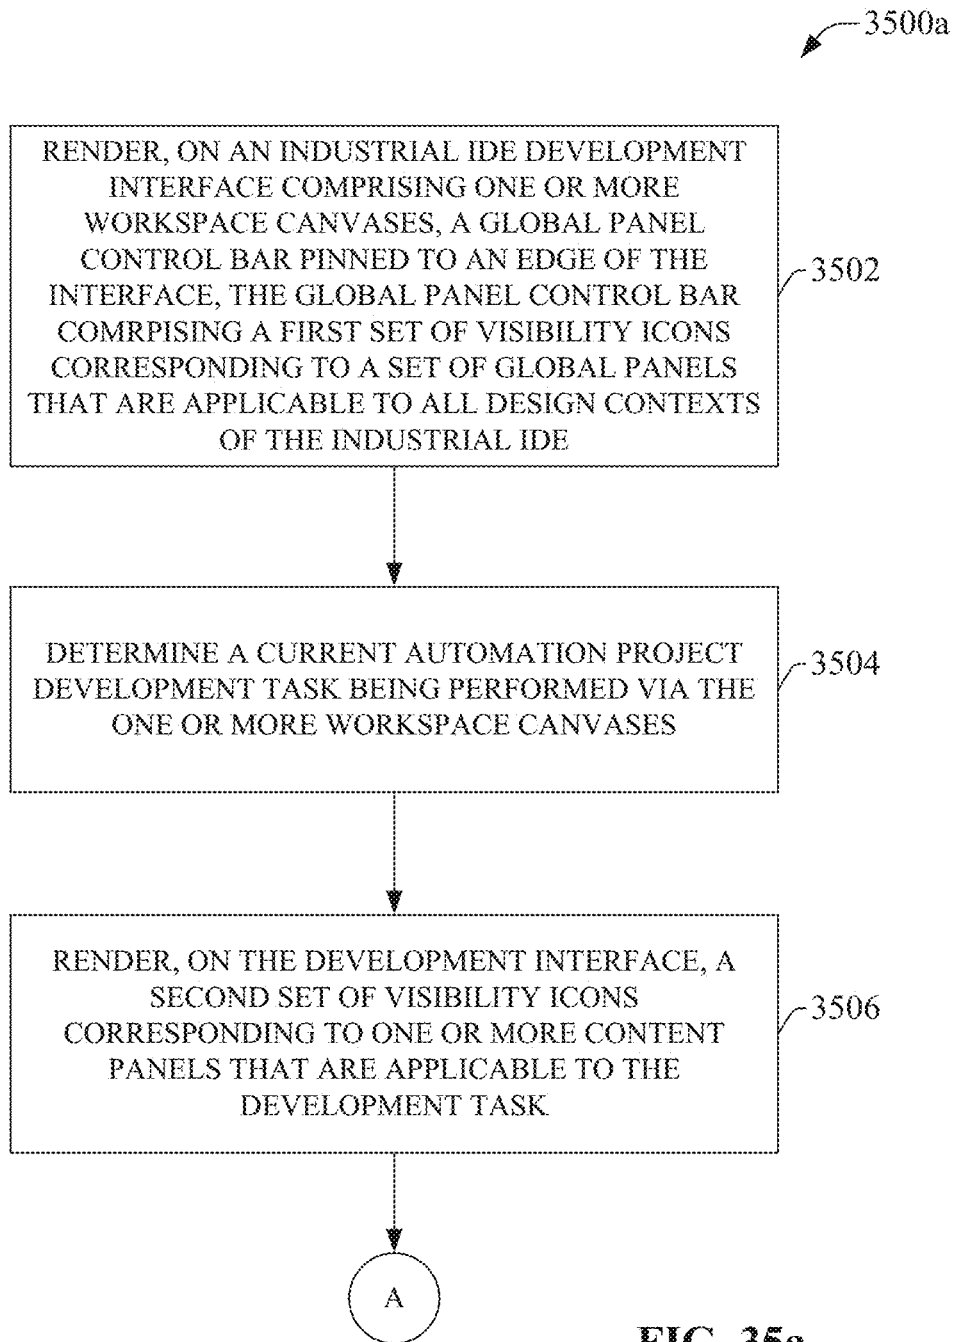 3500a
RENDER, ON AN INDUSTRIAL IDE DEVELOPMENT
INTERFACE COMPRISING ONE OR MORE
WORKSPACE CANVASES, A GLOBAL PANEL
CONTROL BAR PINNED TO AN EDGE OF THE
INTERFACE, THE GLOBAL PANEL CONTROL BAR
COMRPISING A FIRST SET OF VISIBILITY ICONS
CORRESPONDING TO A SET OF GLOBAL PANELS
THAT ARE APPLICABLE TO ALL DESIGN CONTEXTS
OF THE INDUSTRIAL IDE
3502
DETERMINE A CURRENT AUTOMATION PROJECT
DEVELOPMENT TASK BEING PERFORMED VIA THE
ONE OR MORE WORKSPACE CANVASES
3504
RENDER, ON THE DEVELOPMENT INTERFACE, A
SECOND SET OF VISIBILITY ICONS
CORRESPONDING TO ONE OR MORE CONTENT
PANELS THAT ARE APPLICABLE TO THE
DEVELOPMENT TASK
3506
A
FIG. 35a